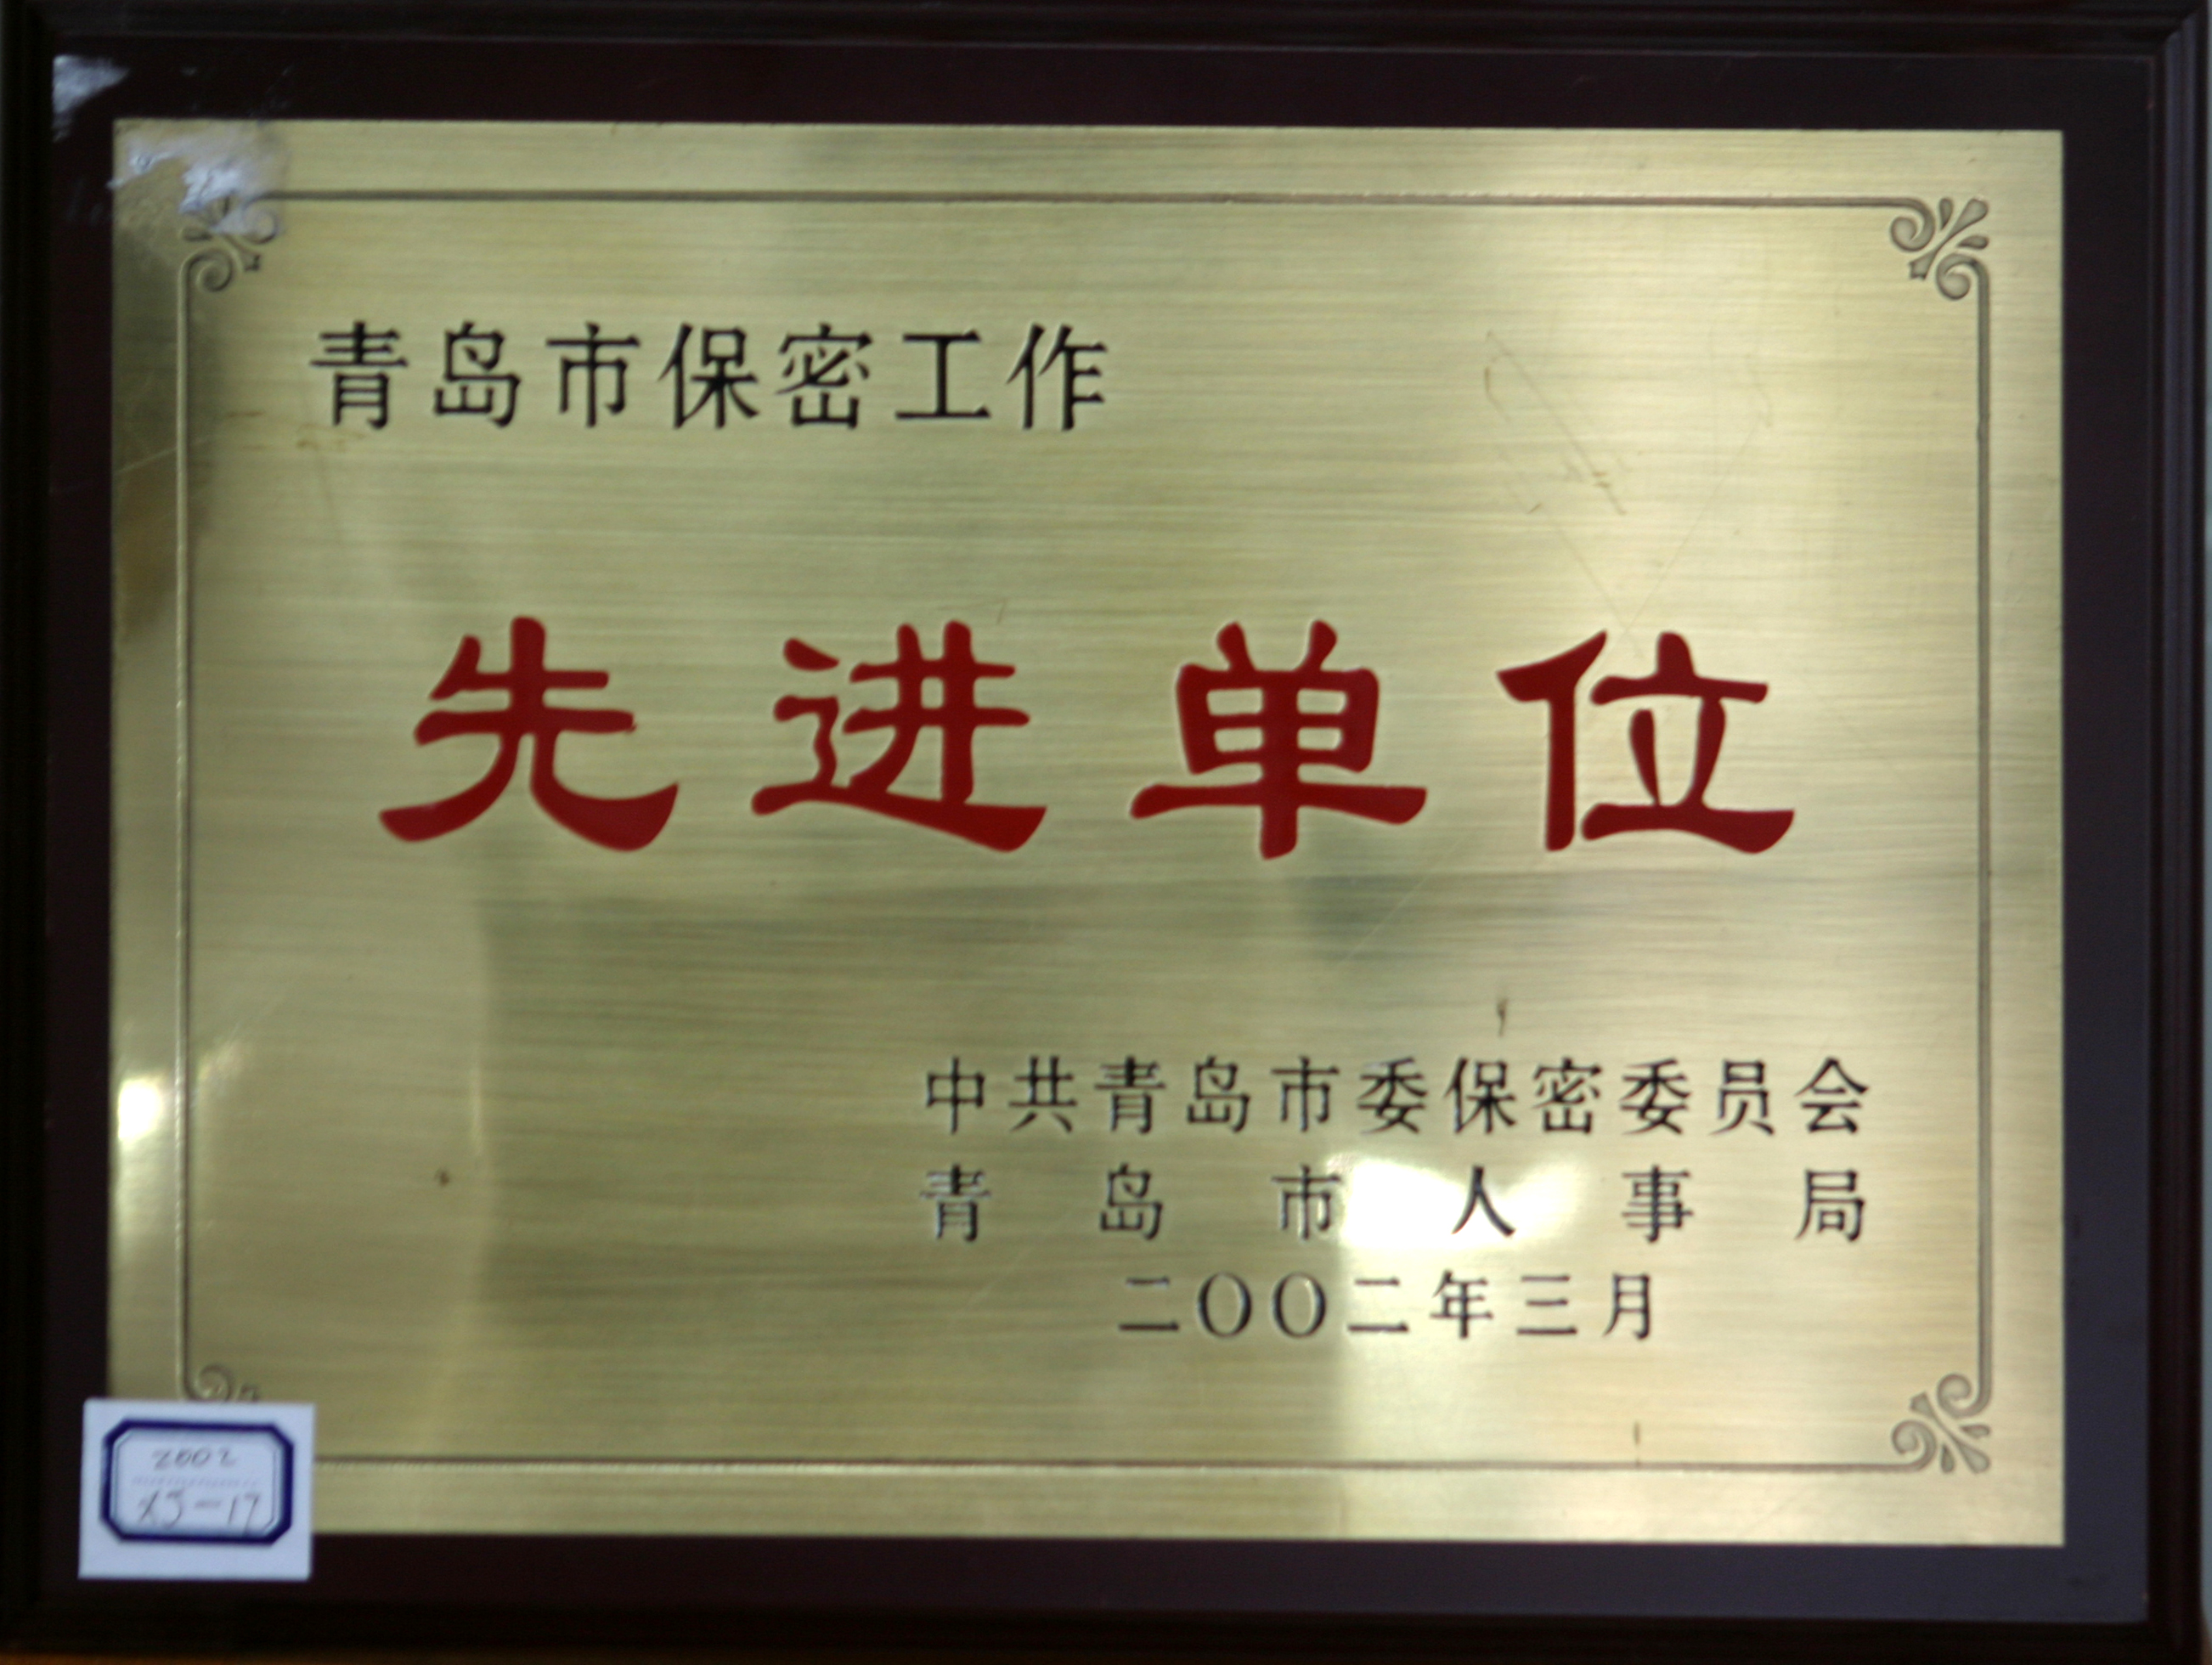 青岛市保密工作
先进单位
中共青岛市委保密委员会
青岛市人事局
二〇〇二年三月
2002
XJ-17